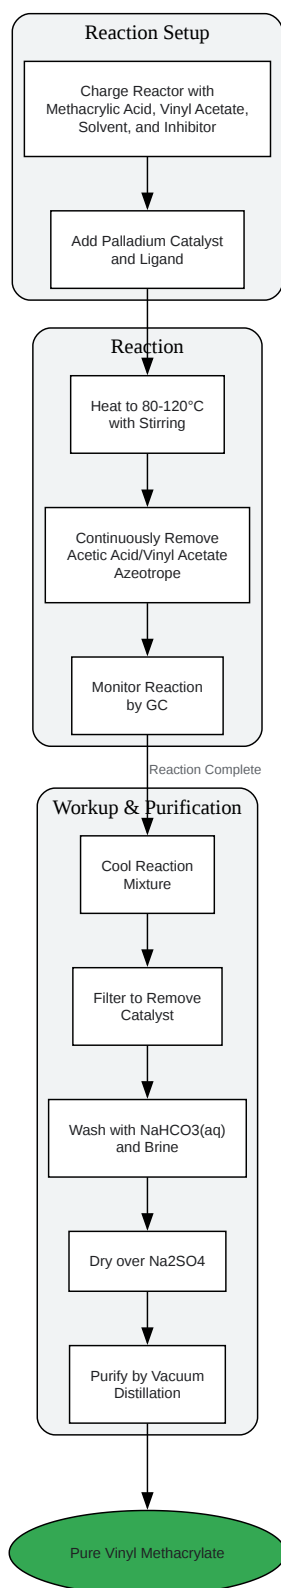 Reaction Setup
Charge Reactor with
Methacrylic Acid, Vinyl Acetate,
Solvent, and Inhibitor
Add Palladium Catalyst
and Ligand
Reaction
Heat to 80-120°C
with Stirring
Continuously Remove
Acetic Acid/Vinyl Acetate
Azeotrope
Monitor Reaction
by GC
Reaction Complete
Workup & Purification
Cool Reaction
Mixture
Filter to Remove
Catalyst
Wash with NaHCO3(aq)
and Brine
Dry over Na2SO4
Purify by Vacuum
Distillation
Pure Vinyl Methacrylate